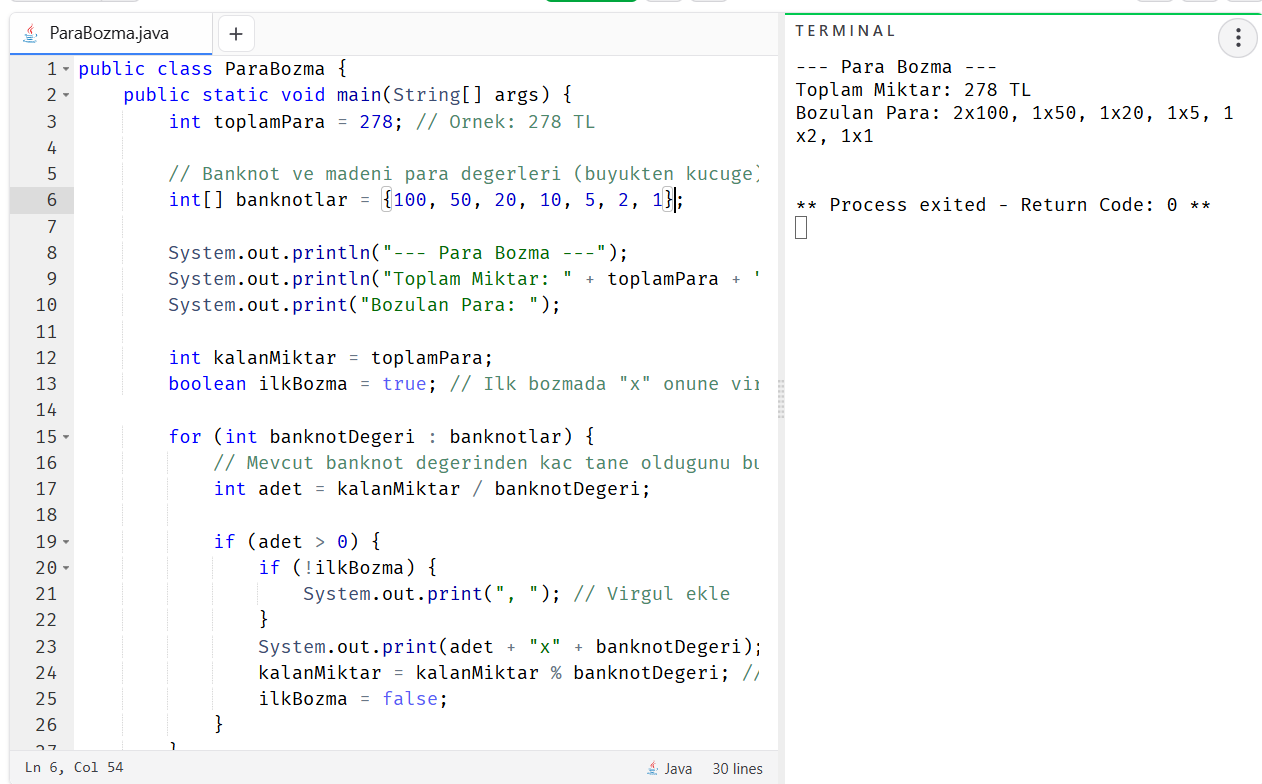 ParaBozma.java
+
1 public class ParaBozma {
2 public static void main(String[] args) {
3 int toplamPara = 278; // Ornek: 278 TL
4
5 // Banknot ve madeni para degerleri (buyukten kucuge)
6 int[] banknotlar = {100, 50, 20, 10, 5, 2, 1};
7
8 System.out.println("--- Para Bozma ---");
9 System.out.println("Toplam Miktar: " + toplamPara + "
10 System.out.print("Bozulan Para: ");
11
12 int kalanMiktar = toplamPara;
13 boolean ilkBozma = true; // Ilk bozmada "x" onune vir
14
15 for (int banknotDegeri : banknotlar) {
16 // Mevcut banknot degerinden kac tane oldugunu bu
17 int adet = kalanMiktar / banknotDegeri;
18
19 if (adet > 0) {
20 if (!ilkBozma) {
21 System.out.print(", "); // Virgul ekle
22 }
23 System.out.print(adet + "x" + banknotDegeri);
24 kalanMiktar = kalanMiktar % banknotDegeri; //
25 ilkBozma = false;
26 }
27 }
Ln 6, Col 54
Java 30 lines
TERMINAL
--- Para Bozma ---
Toplam Miktar: 278 TL
Bozulan Para: 2x100, 1x50, 1x20, 1x5, 1
x2, 1x1
** Process exited - Return Code: 0 **